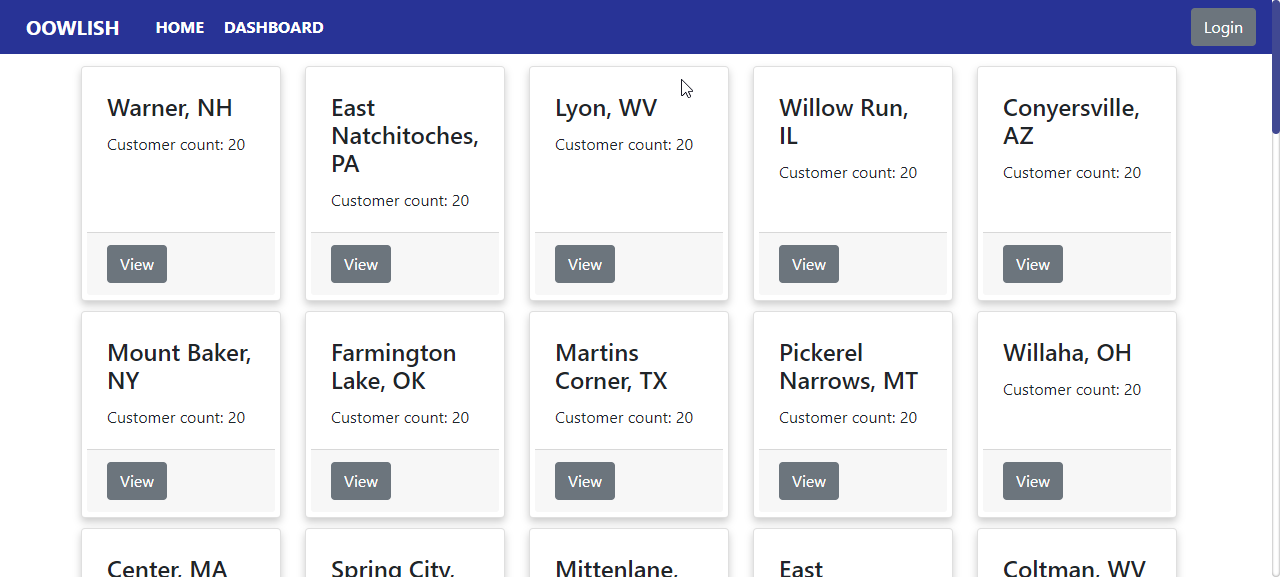 OOWLISH HOME DASHBOARD Login
Warner, NH
Customer count: 20
View
East
Natchitoches,
PA
Customer count: 20
View
Lyon, WV
Customer count: 20
View
Willow Run,
IL
Customer count: 20
View
Conyersville,
AZ
Customer count: 20
View
Mount Baker,
NY
Customer count: 20
View
Farmington
Lake, OK
Customer count: 20
View
Martins
Corner, TX
Customer count: 20
View
Pickerel
Narrows, MT
Customer count: 20
View
Willaha, OH
Customer count: 20
View
Center, MA
Spring City,
Mittenlane,
East
Coltman, WV